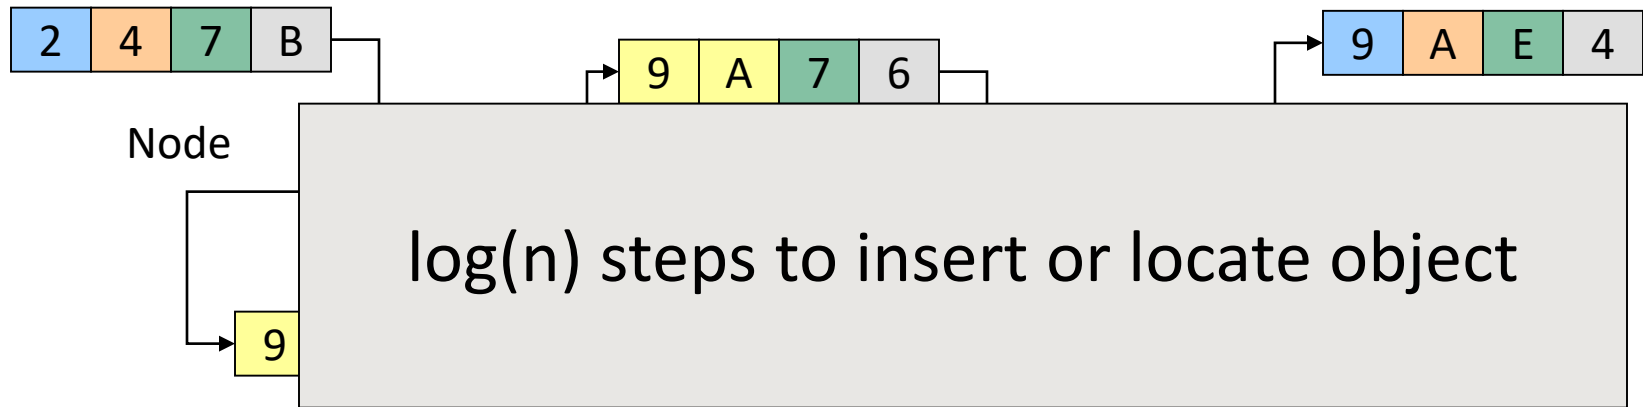 2 4 7 B
9 A 7 6
9 A E 4
Node
log(n) steps to insert or locate object
9